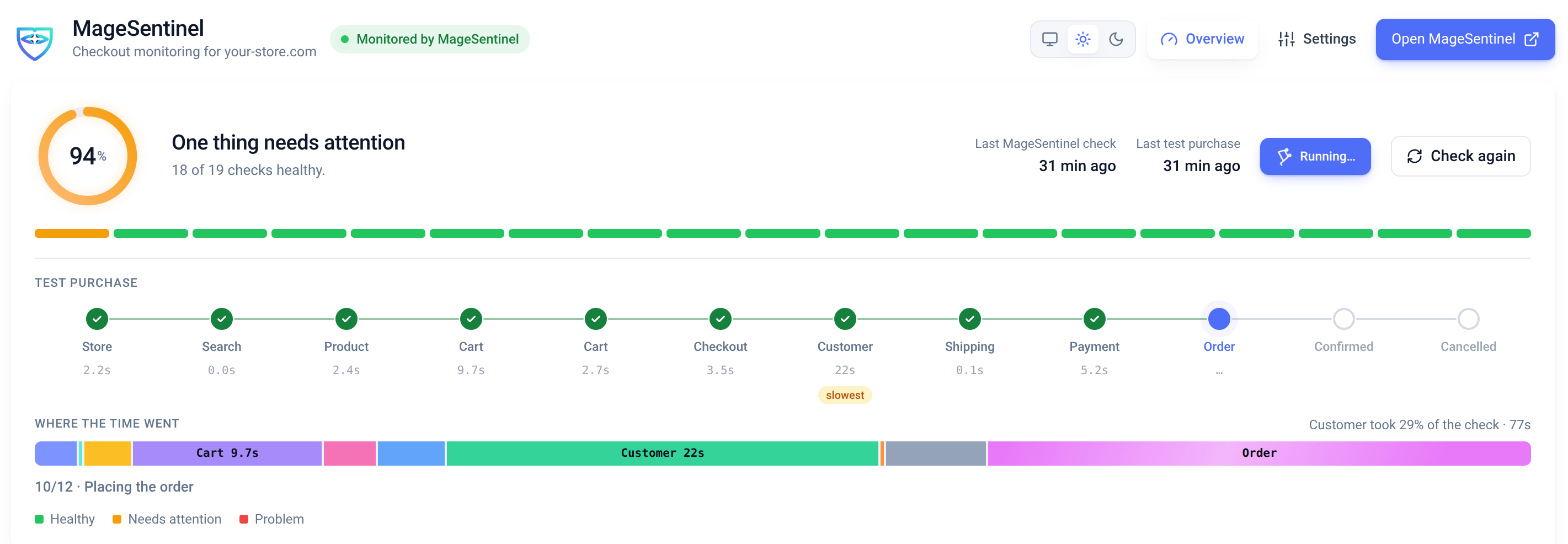 MageSentinel
Checkout monitoring for your-store.com
Monitored by MageSentinel
Overview
Settings
Open MageSentinel
94%
One thing needs attention
18 of 19 checks healthy.
Last MageSentinel check
31 min ago
Last test purchase
31 min ago
Running...
Check again
TEST PURCHASE
Store Search Product Cart Cart Checkout Customer Shipping Payment Order Confirmed Cancelled
2.2s 0.0s 2.4s 9.7s 2.7s 3.5s 22s 0.1s 5.2s …
slowest
WHERE THE TIME WENT
Customer took 29% of the check · 77s
Cart 9.7s Customer 22s Order
10/12 · Placing the order
Healthy Needs attention Problem